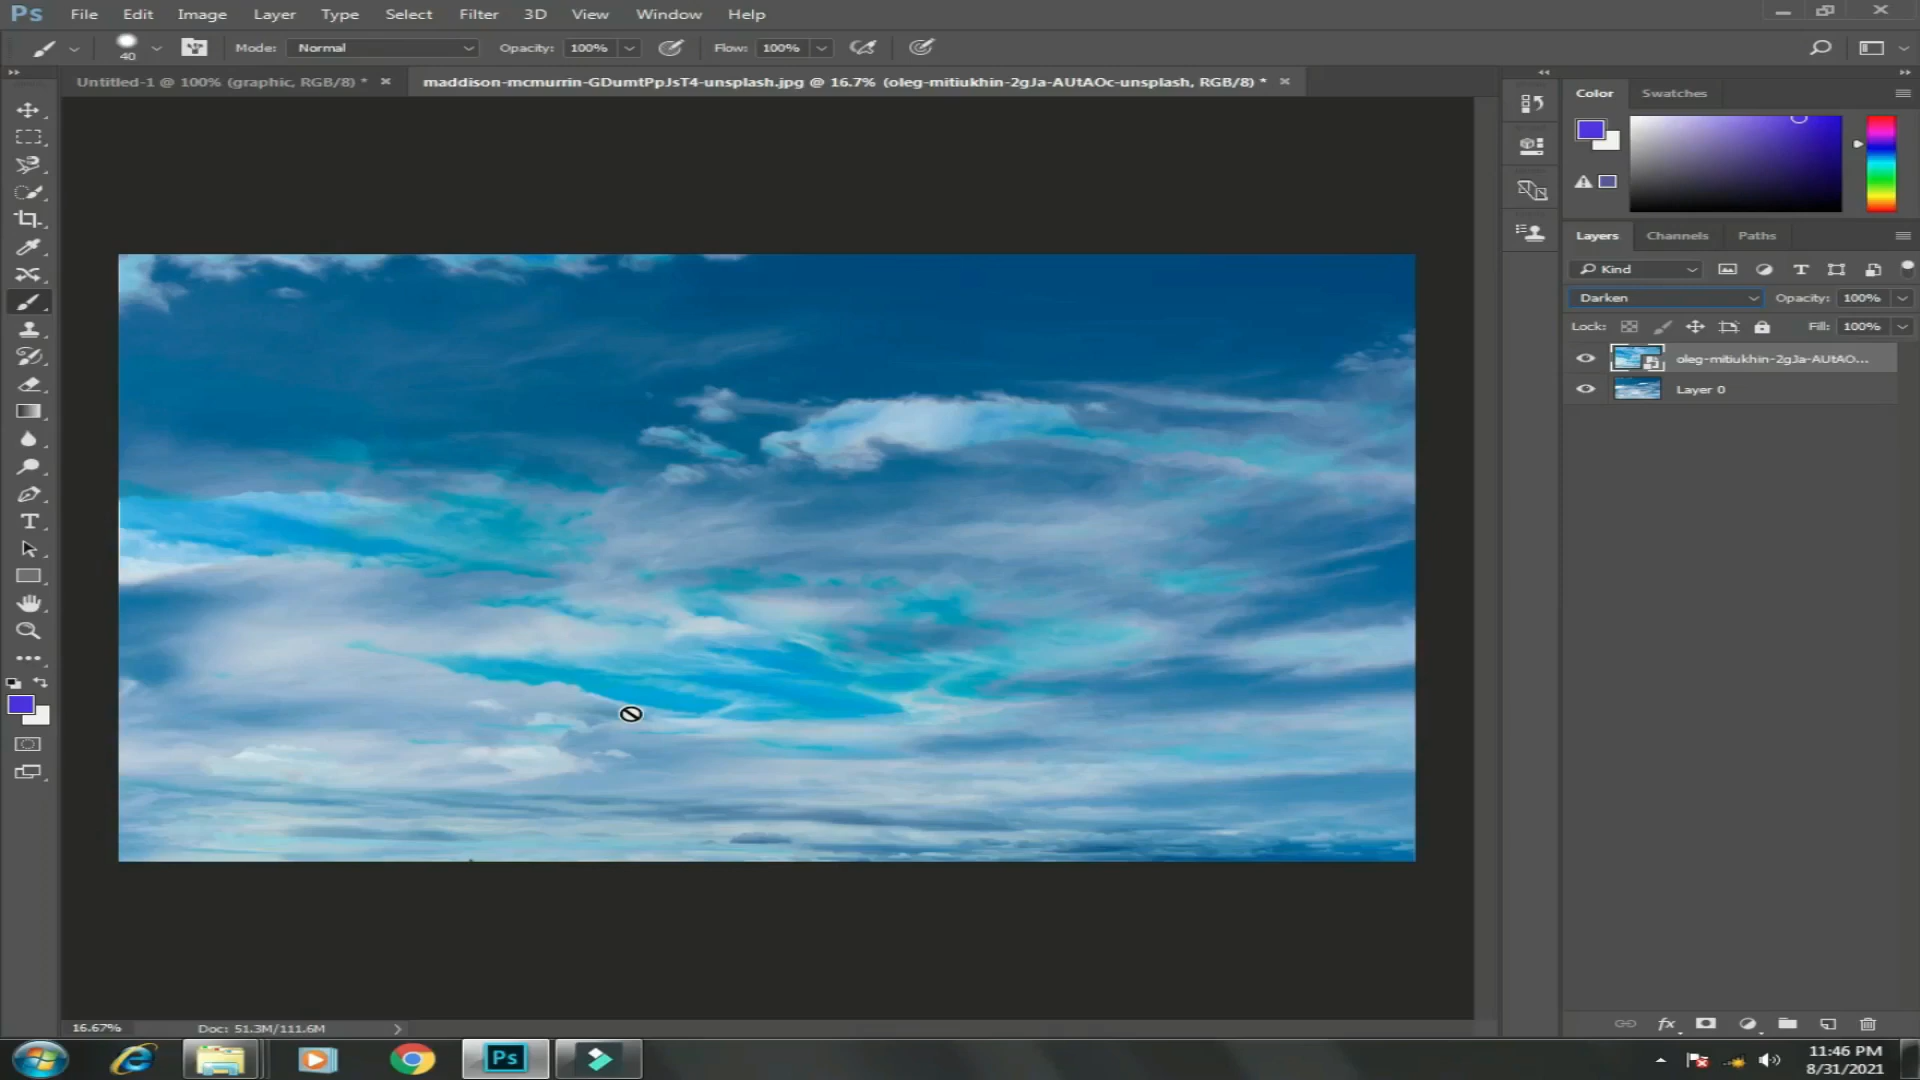 Ps File Edit Image Layer Type Select Filter 3D View Window Help
40 Mode: Normal Opacity: 100% Flow: 100%
Untitled-1 @ 100% (graphic, RGB/8) * maddison-mcmurrin-GDumtPpJsT4-unsplash.jpg @ 16.7% (oleg-mitiukhin-2gJa-AUtAOc-unsplash, RGB/8) *
Color Swatches
Layers Channels Paths
Kind
Darken Opacity: 100%
Lock: Fill: 100%
oleg-mitiukhin-2gJa-AUtAO...
Layer 0
16.67% Doc: 51.3M/111.6M
fx
Ps
11:46 PM
8/31/2021